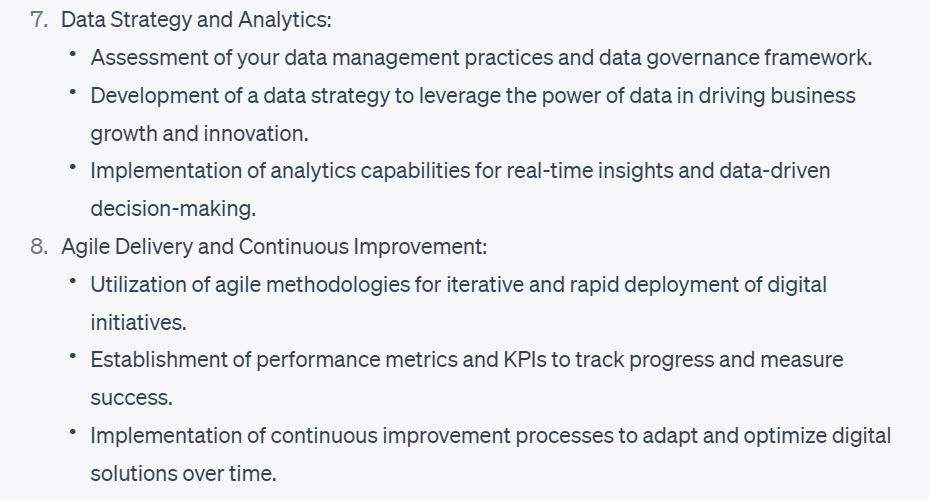 7. Data Strategy and Analytics:
• Assessment of your data management practices and data governance framework.
• Development of a data strategy to leverage the power of data in driving business
growth and innovation.
• Implementation of analytics capabilities for real-time insights and data-driven
decision-making.
8. Agile Delivery and Continuous Improvement:
• Utilization of agile methodologies for iterative and rapid deployment of digital
initiatives.
• Establishment of performance metrics and KPIs to track progress and measure
success.
• Implementation of continuous improvement processes to adapt and optimize digital
solutions over time.